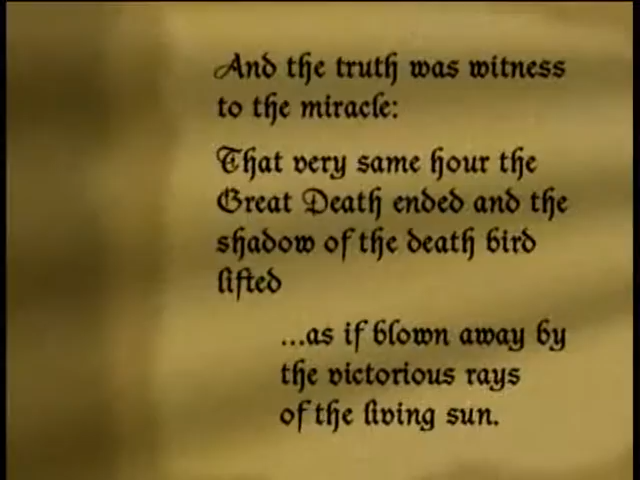 And the truth was witness
to the miracle:
That very same hour the
Great Death ended and the
shadow of the death bird
lifted
...as if blown away by
the victorious rays
of the living sun.